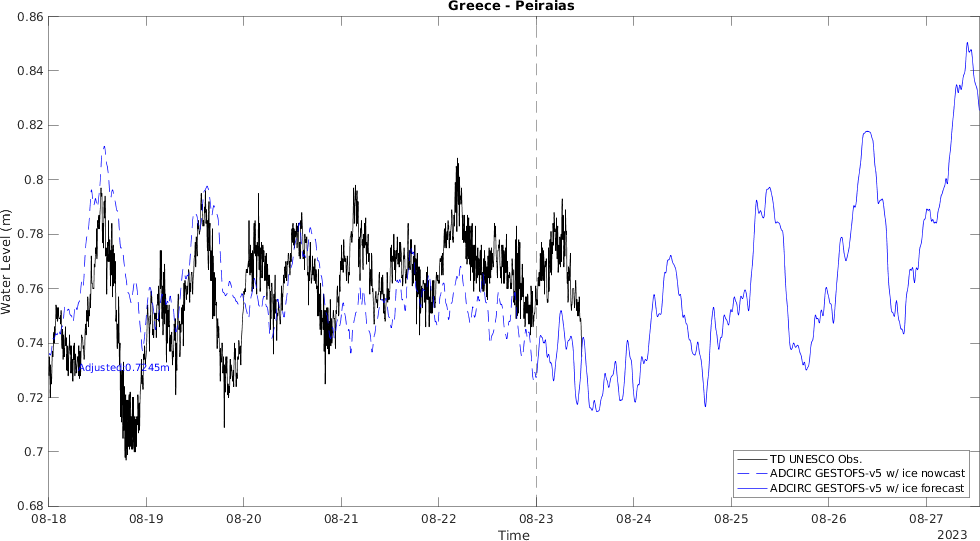 Greece - Peiraias
0.86
0.84
0.82
0.8
0.78
0.76
0.74
0.72
0.7
0.68
Water Level (m)
Adjusted 0.7245m
TD UNESCO Obs.
ADCIRC GESTOFS-v5 w/ ice nowcast
ADCIRC GESTOFS-v5 w/ ice forecast
08-18 08-19 08-20 08-21 08-22 08-23 08-24 08-25 08-26 08-27
Time
2023